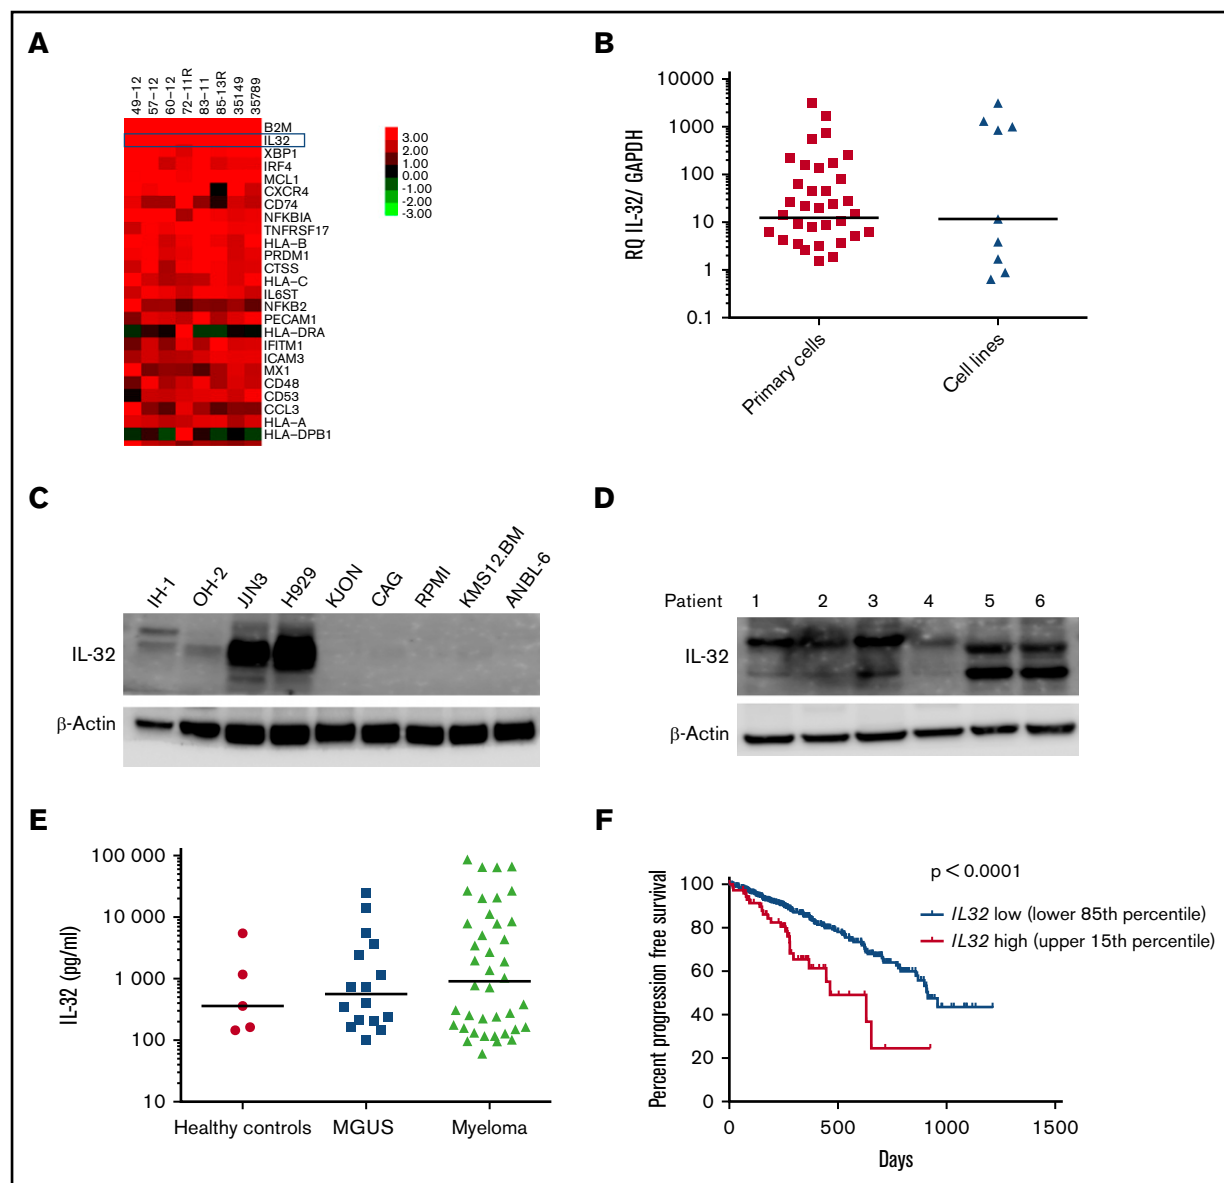 A
49–12
57–12
60–12
72–11R
83–11
85-13R
35149
35789
B2M
IL32
XBP1
IRF4
MCL1
CXCR4
CD74
NFKBIA
TNFRSF17
HLA–B
PRDM1
CTSS
HLA–C
IL6ST
NFKB2
PECAM1
HLA–DRA
IFITM1
ICAM3
MX1
CD48
CD53
CCL3
HLA–A
HLA–DPB1
3.00
2.00
1.00
0.00
-1.00
-2.00
-3.00
B
RQ IL-32/ GAPDH
10000
1000
100
10
1
0.1
Primary cells
Cell lines
C
IH-1
OH-2
JJN3
H929
KJON
CAG
RPMI
KMS12.BM
ANBL-6
IL-32
β-Actin
D
Patient 1 2 3 4 5 6
IL-32
β-Actin
E
IL-32 (pg/ml)
100 000
10 000
1 000
100
10
Healthy controls
MGUS
Myeloma
F
Percent progression free survival
100
80
60
40
20
0
0
500
1000
1500
Days
p < 0.0001
IL32 low (lower 85th percentile)
IL32 high (upper 15th percentile)